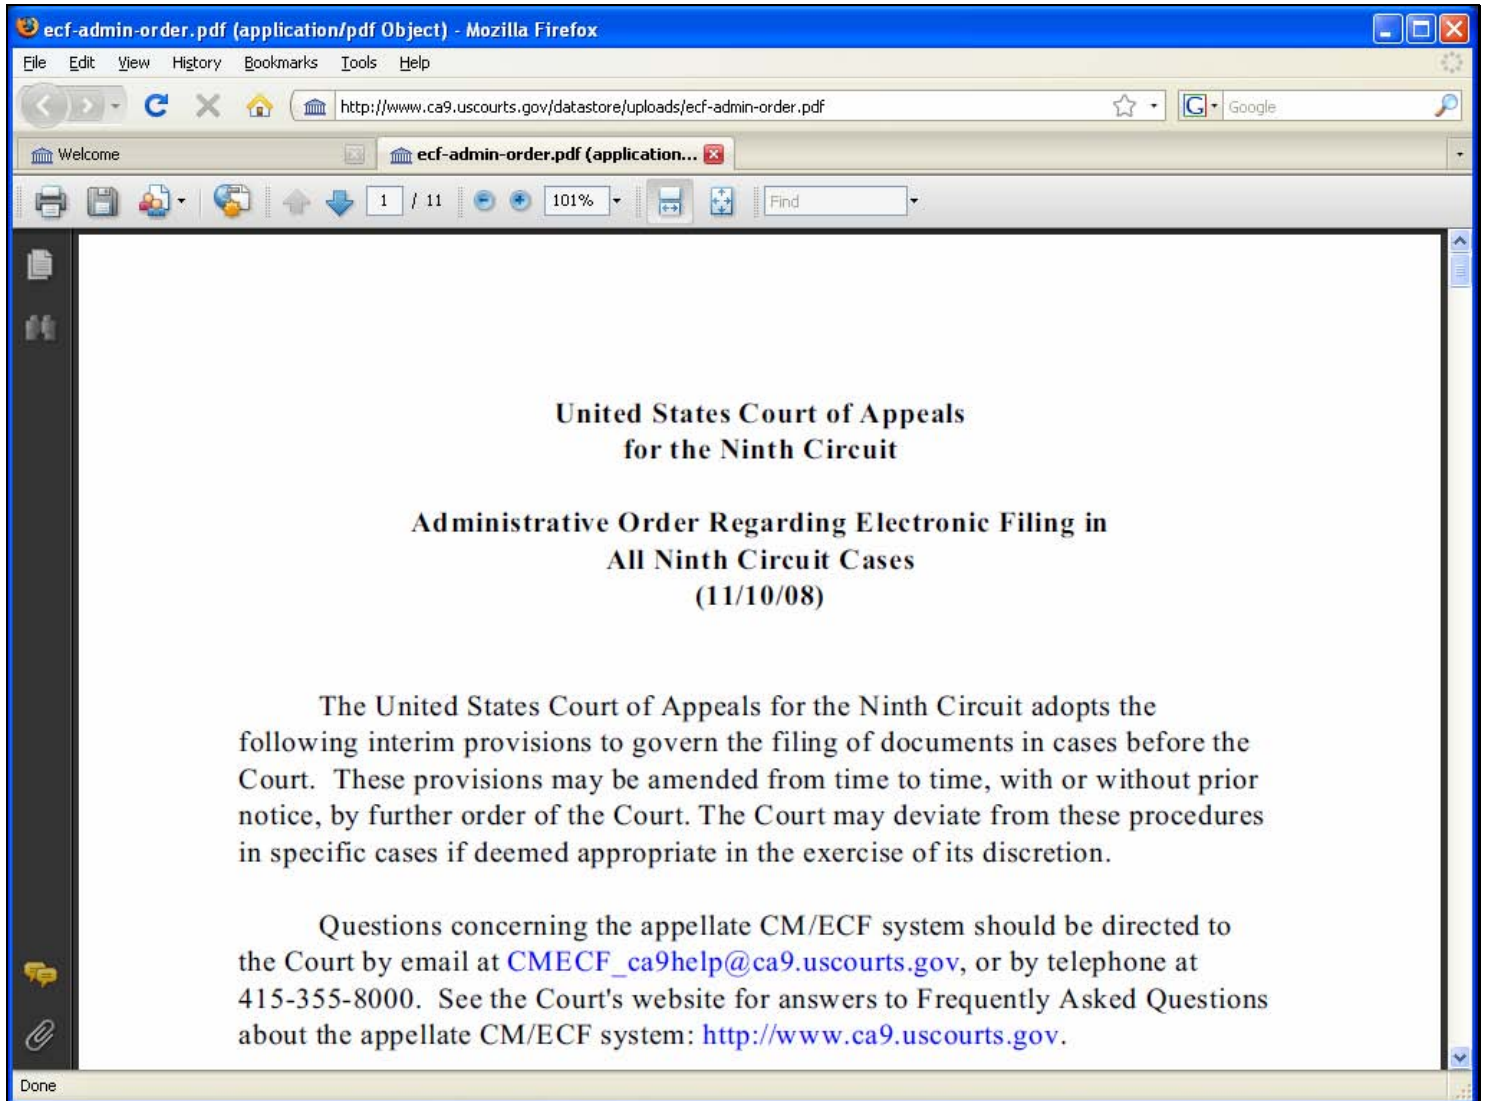 ecf-admin-order.pdf (application/pdf Object) - Mozilla Firefox
File Edit View History Bookmarks Tools Help
http://www.ca9.uscourts.gov/datastore/uploads/ecf-admin-order.pdf G Google
Welcome ecf-admin-order.pdf (application...
1 / 11 101% Find
United States Court of Appeals
for the Ninth Circuit
Administrative Order Regarding Electronic Filing in
All Ninth Circuit Cases
(11/10/08)
The United States Court of Appeals for the Ninth Circuit adopts the
following interim provisions to govern the filing of documents in cases before the
Court.  These provisions may be amended from time to time, with or without prior
notice, by further order of the Court. The Court may deviate from these procedures
in specific cases if deemed appropriate in the exercise of its discretion.
Questions concerning the appellate CM/ECF system should be directed to
the Court by email at CMECF_ca9help@ca9.uscourts.gov, or by telephone at
415-355-8000.  See the Court's website for answers to Frequently Asked Questions
about the appellate CM/ECF system: http://www.ca9.uscourts.gov.
Done